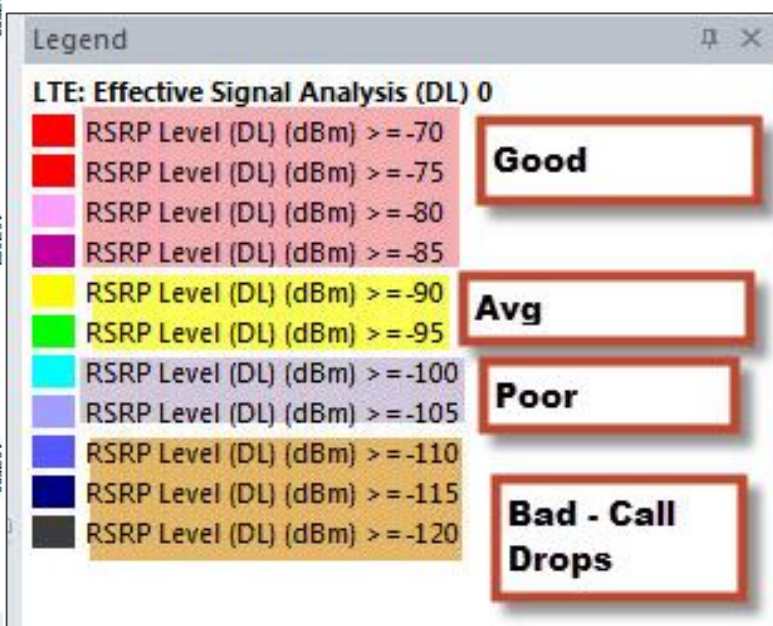 Legend
LTE: Effective Signal Analysis (DL) 0
RSRP Level (DL) (dBm) >=-70
RSRP Level (DL) (dBm) >=-75
RSRP Level (DL) (dBm) >=-80
RSRP Level (DL) (dBm) >=-85
Good
RSRP Level (DL) (dBm) >=-90
RSRP Level (DL) (dBm) >=-95
Avg
RSRP Level (DL) (dBm) >=-100
RSRP Level (DL) (dBm) >=-105
Poor
RSRP Level (DL) (dBm) >=-110
RSRP Level (DL) (dBm) >=-115
RSRP Level (DL) (dBm) >=-120
Bad - Call
Drops